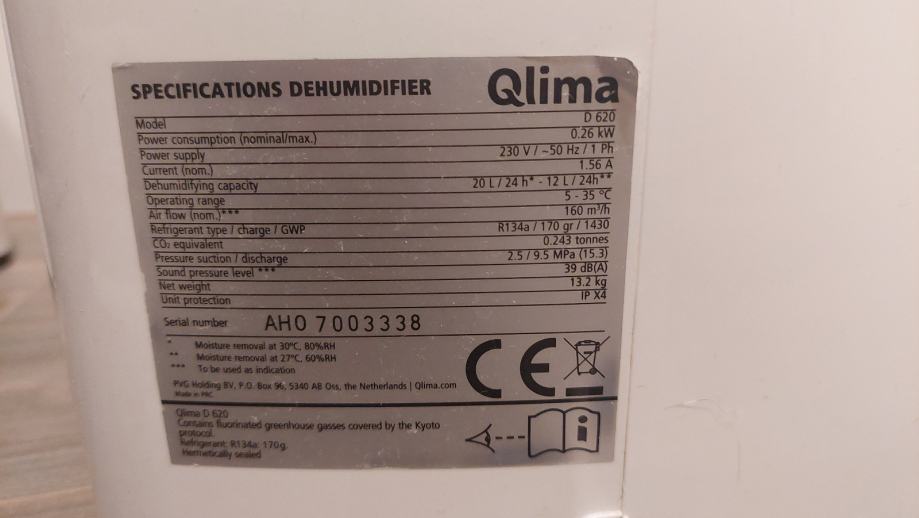 SPECIFICATIONS DEHUMIDIFIER Qlima
Model D 620
Power consumption (nominal/max.) 0.26 kW
Power supply 230 V / ~50 Hz / 1 Ph
Current (nom.) 1.56 A
Dehumidifying capacity 20 L / 24 h* - 12 L / 24h**
Operating range 5 - 35 °C
Air flow (nom.)*** 160 m³/h
Refrigerant type / charge / GWP R134a / 170 gr / 1430
CO₂ equivalent 0.243 tonnes
Pressure suction / discharge 2.5 / 9.5 MPa (15.3)
Sound pressure level *** 39 dB(A)
Net weight 13.2 kg
Unit protection IP X4
Serial number AHO 7003338
* Moisture removal at 30°C, 80%RH
** Moisture removal at 27°C, 60%RH
*** To be used as indication
PVG Holding BV, P.O. Box 96, 5340 AB Oss, the Netherlands | Qlima.com
Made in PRC
CE
Qlima D 620
Contains fluorinated greenhouse gasses covered by the Kyoto
protocol.
Refrigerant: R134a: 170g.
Hermetically sealed
i